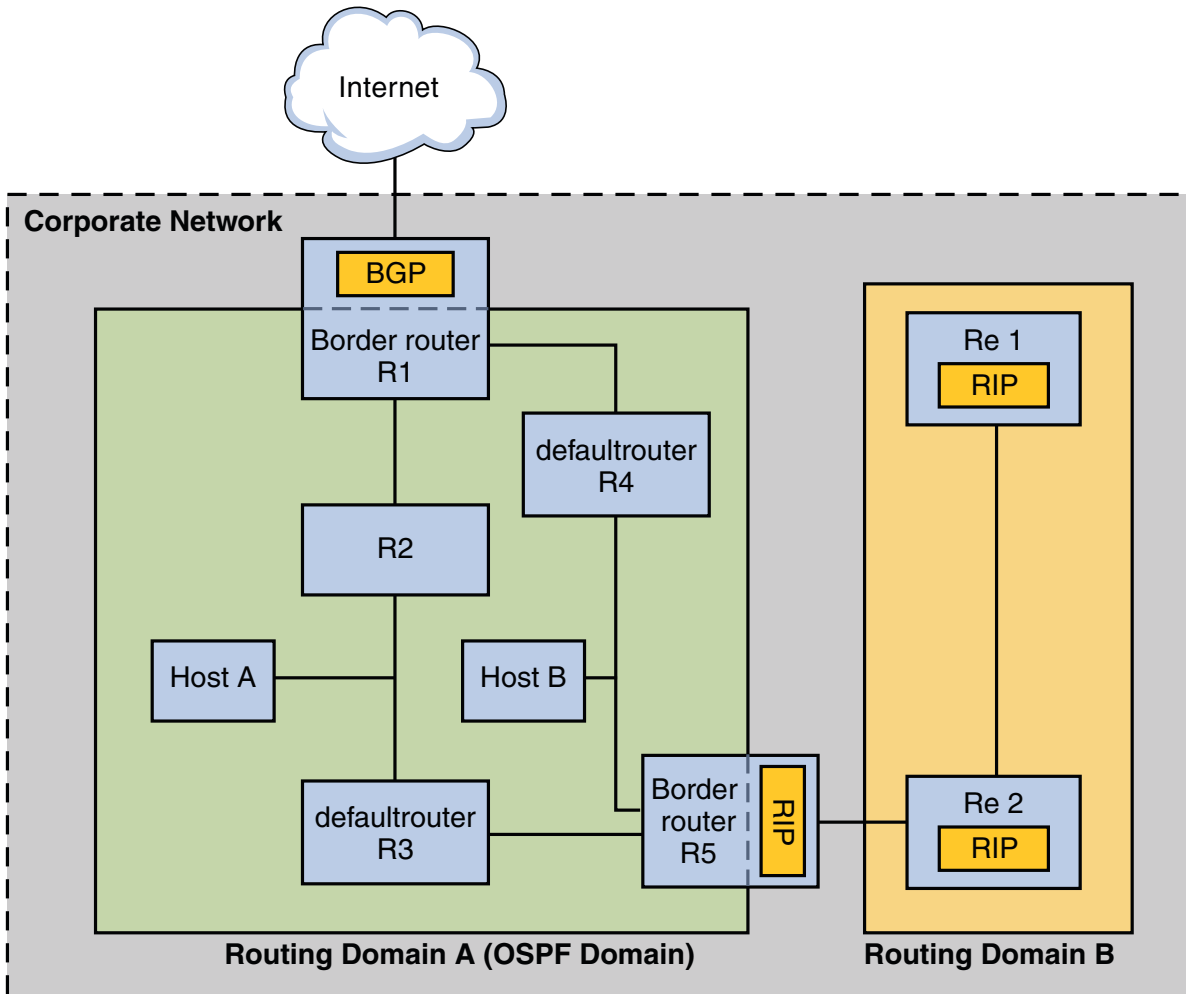 Internet
Corporate Network
BGP
Border router
R1
defaultrouter
R4
R2
Host A
Host B
defaultrouter
R3
Border
router
R5
RIP
Routing Domain A (OSPF Domain)
Re 1
RIP
Re 2
RIP
Routing Domain B